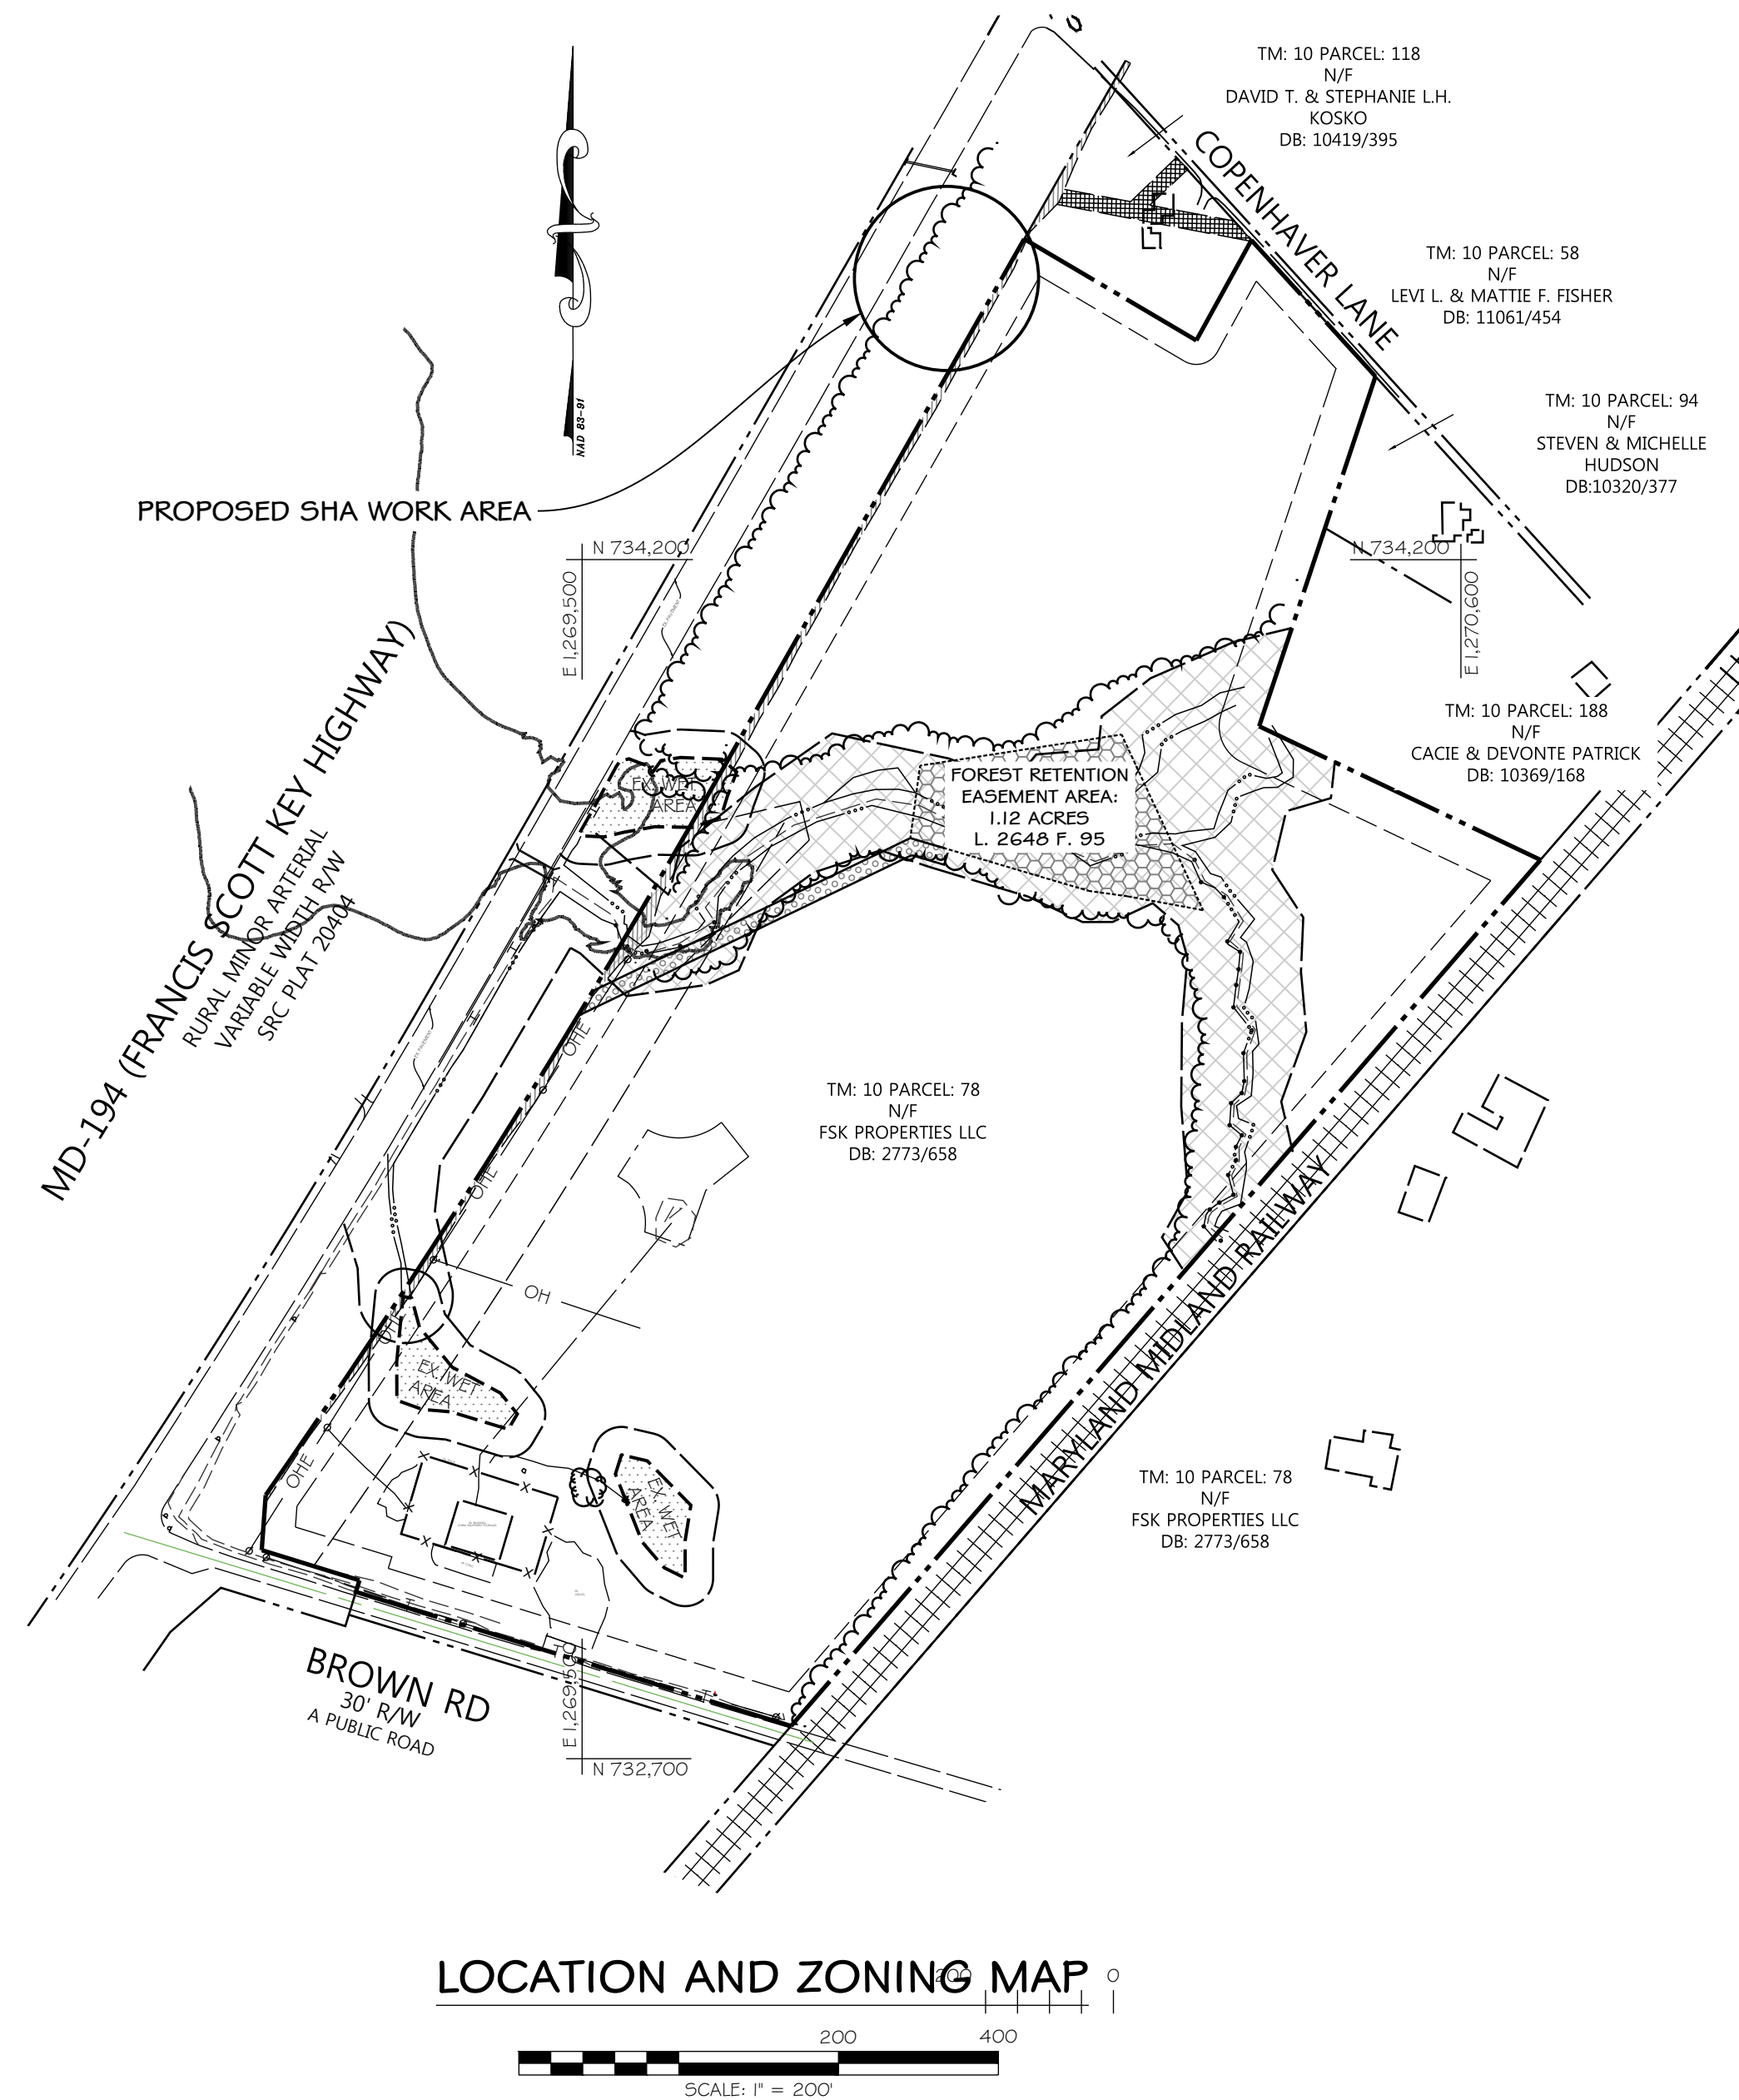 TM: 10 PARCEL: 118
N/F
DAVID T. & STEPHANIE L.H.
KOSKO
DB: 10419/395
COPENHAVER LANE
TM: 10 PARCEL: 58
N/F
LEVI L. & MATTIE F. FISHER
DB: 11061/454
NAD 83-91
TM: 10 PARCEL: 94
N/F
STEVEN & MICHELLE
HUDSON
DB:10320/377
PROPOSED SHA WORK AREA
N 734,200
E 1,269,500
N 734,200
E 1,270,600
EX. PAVEMENT
MD-194 (FRANCIS SCOTT KEY HIGHWAY)
RURAL MINOR ARTERIAL
VARIABLE WIDTH R/W
SRC PLAT 20404
TM: 10 PARCEL: 188
N/F
CACIE & DEVONTE PATRICK
DB: 10369/168
EX. WET
AREA
FOREST RETENTION
EASEMENT AREA:
1.12 ACRES
L. 2648 F. 95
EX. PAVEMENT
OHE
TM: 10 PARCEL: 78
N/F
FSK PROPERTIES LLC
DB: 2773/658
OHE
OH
OHE
EX. WET
AREA
MARYLAND MIDLAND RAILWAY
OHE
EX. WET
AREA
TM: 10 PARCEL: 78
N/F
FSK PROPERTIES LLC
DB: 2773/658
BROWN RD
30' R/W
A PUBLIC ROAD
T
T
T
E 1,269,500
N 732,700
LOCATION AND ZONING MAP
200
0
200
400
SCALE: 1" = 200'